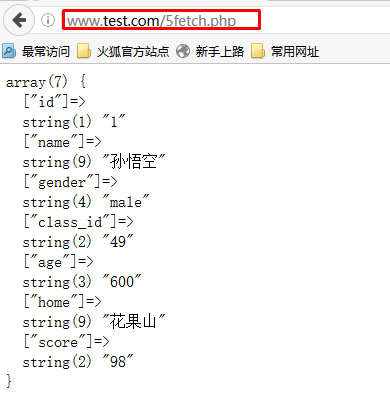 www.test.com/5fetch.php
最常访问 火狐官方站点 新手上路 常用网址
array(7) {
  ["id"]=>
  string(1) "1"
  ["name"]=>
  string(9) "孙悟空"
  ["gender"]=>
  string(4) "male"
  ["class_id"]=>
  string(2) "49"
  ["age"]=>
  string(3) "600"
  ["home"]=>
  string(9) "花果山"
  ["score"]=>
  string(2) "98"
}